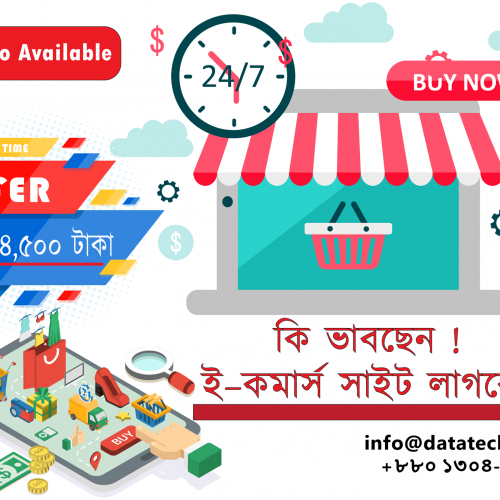 o Available
24/7
BUY NOW
TIME
TER
৪,৫০০ টাকা
কি ভাবছেন !
ই-কমার্স সাইট লাগবে
BUY
info@datatech
+৮৮০ ১৩০৪-